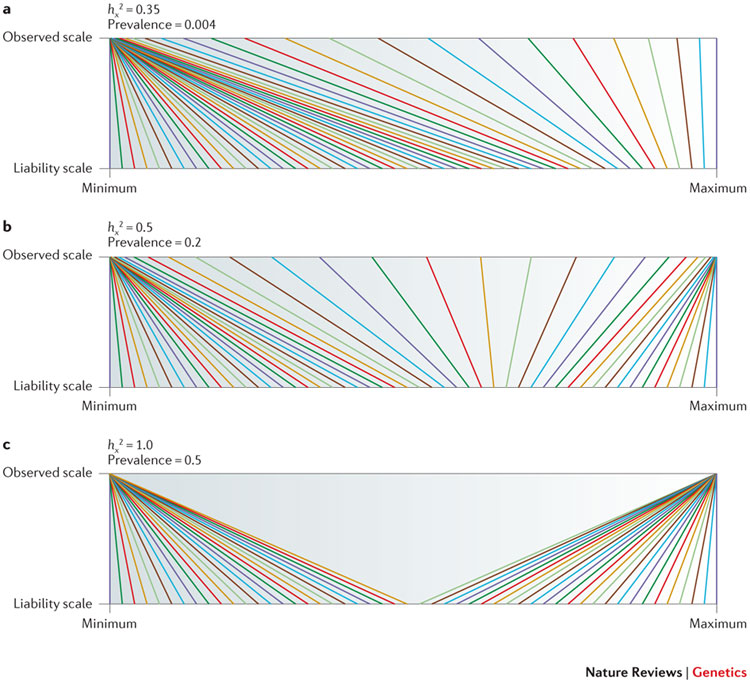 a
hₓ² = 0.35
Prevalence = 0.004
Observed scale
Liability scale
Minimum Maximum
b
hₓ² = 0.5
Prevalence = 0.2
Observed scale
Liability scale
Minimum Maximum
c
hₓ² = 1.0
Prevalence = 0.5
Observed scale
Liability scale
Minimum Maximum
Nature Reviews | Genetics